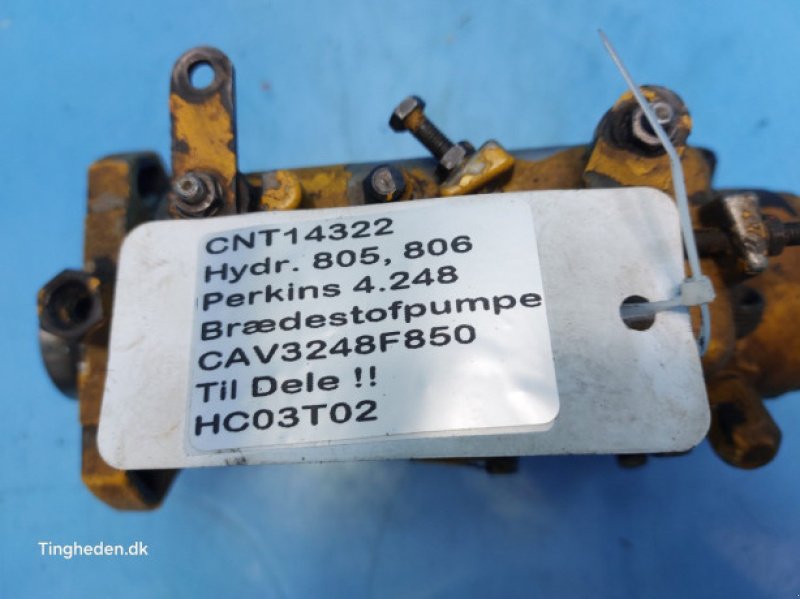 CNT14322
Hydr. 805, 806
Perkins 4.248
Brædestofpumpe
CAV3248F850
Til Dele !!
HC03T02
Tingheden.dk